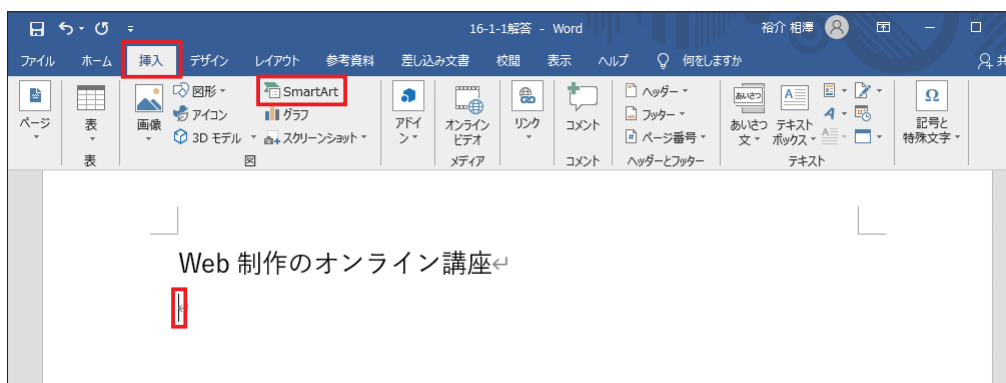 16-1-1解答 - Word
裕介 相澤
ファイル ホーム 挿入 デザイン レイアウト 参考資料 差し込み文書 校閲 表示 ヘルプ 何をしますか 共
図形 SmartArt ヘッダー
アイコン グラフ フッター
3D モデル スクリーンショット ページ番号
ページ 表 画像 アドイン オンライン ビデオ リンク コメント あいさつ文 テキスト ボックス 記号と 特殊文字
表 図 メディア コメント ヘッダーとフッター テキスト
Web 制作のオンライン講座